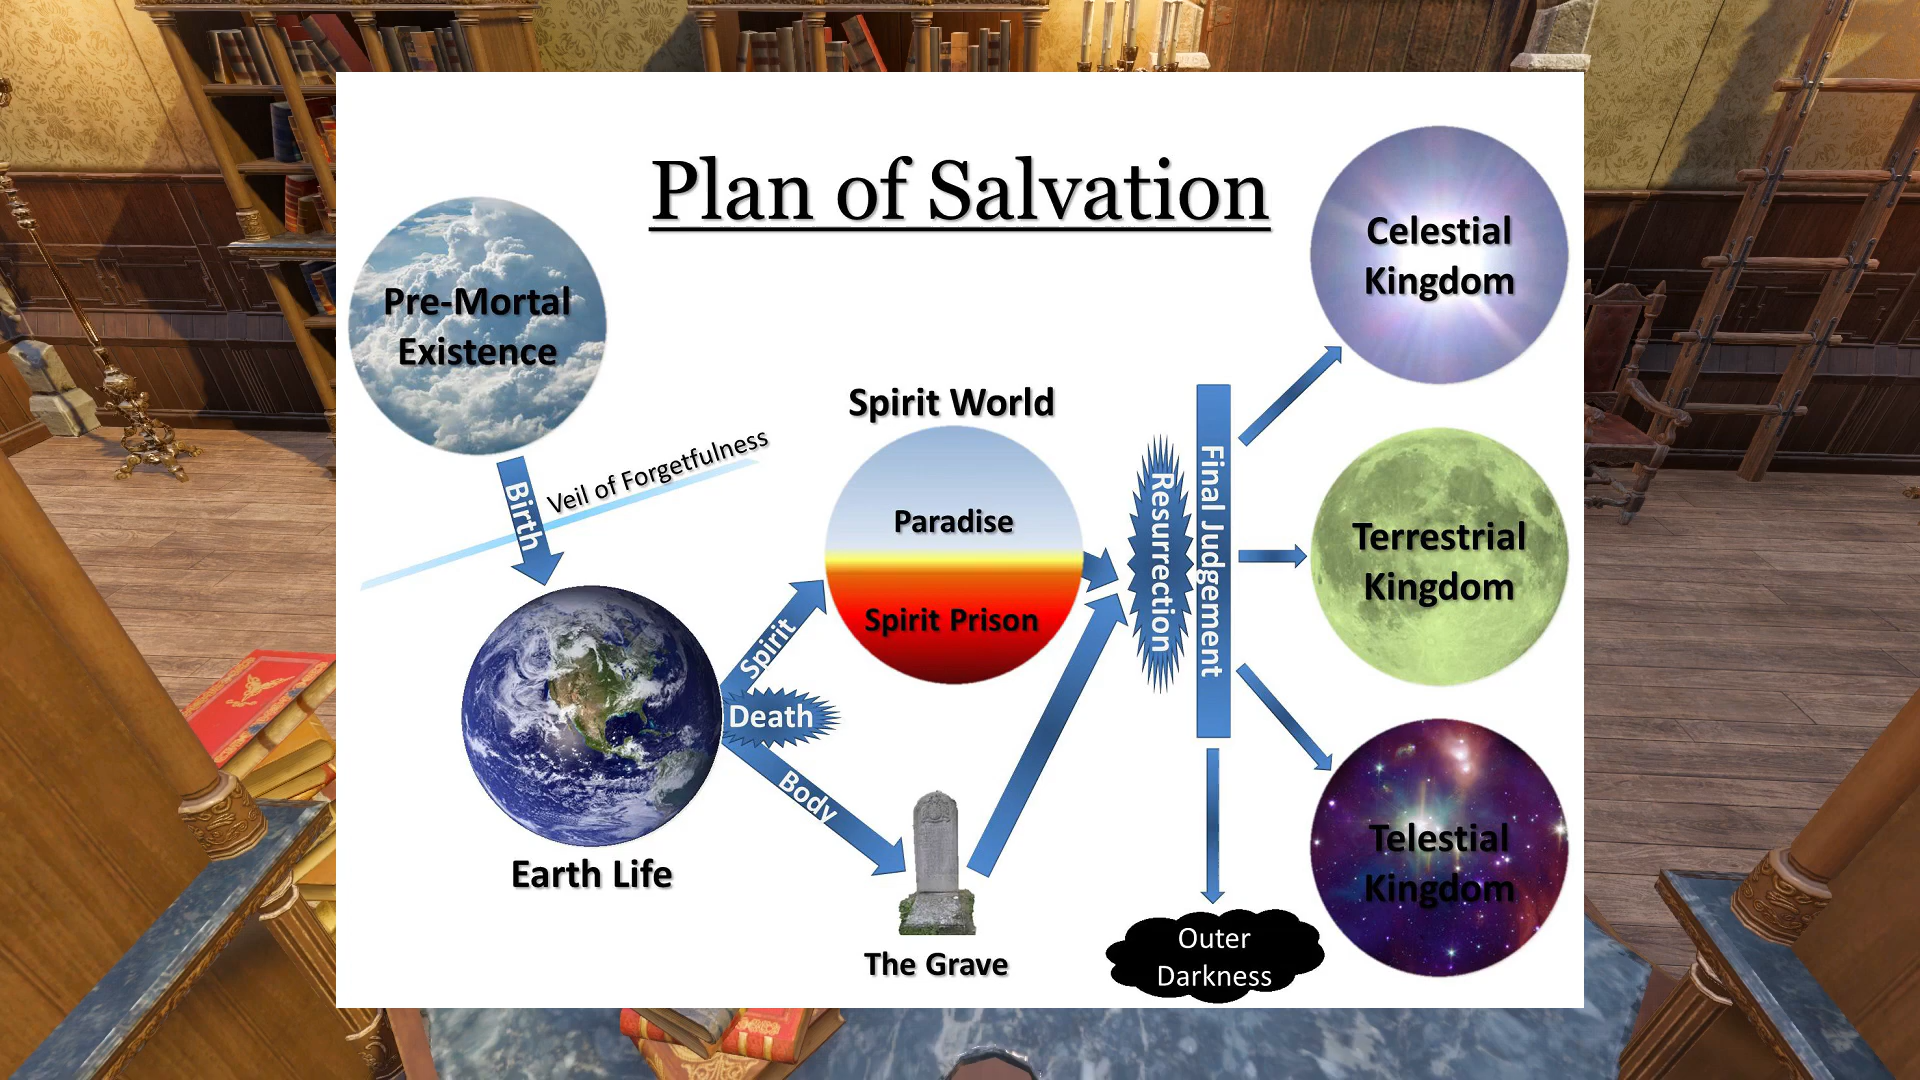 Plan of Salvation
Pre-Mortal
Existence
Birth
Veil of Forgetfulness
Earth Life
Spirit
Death
Body
Spirit World
Paradise
Spirit Prison
The Grave
Resurrection
Final Judgement
Celestial
Kingdom
Terrestrial
Kingdom
Telestial
Kingdom
Outer
Darkness